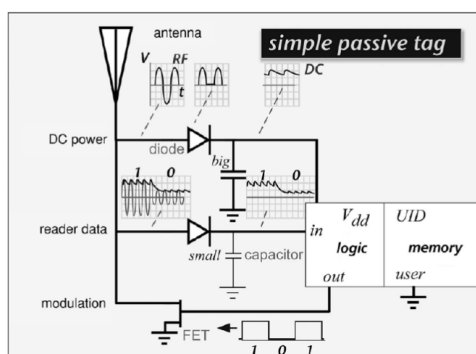 antenna
simple passive tag
V RF
t
DC
DC power
diode
big
1 0
1 0
reader data
small
capacitor
in
Vdd
logic
out
UID
memory
user
modulation
FET
1 0 1